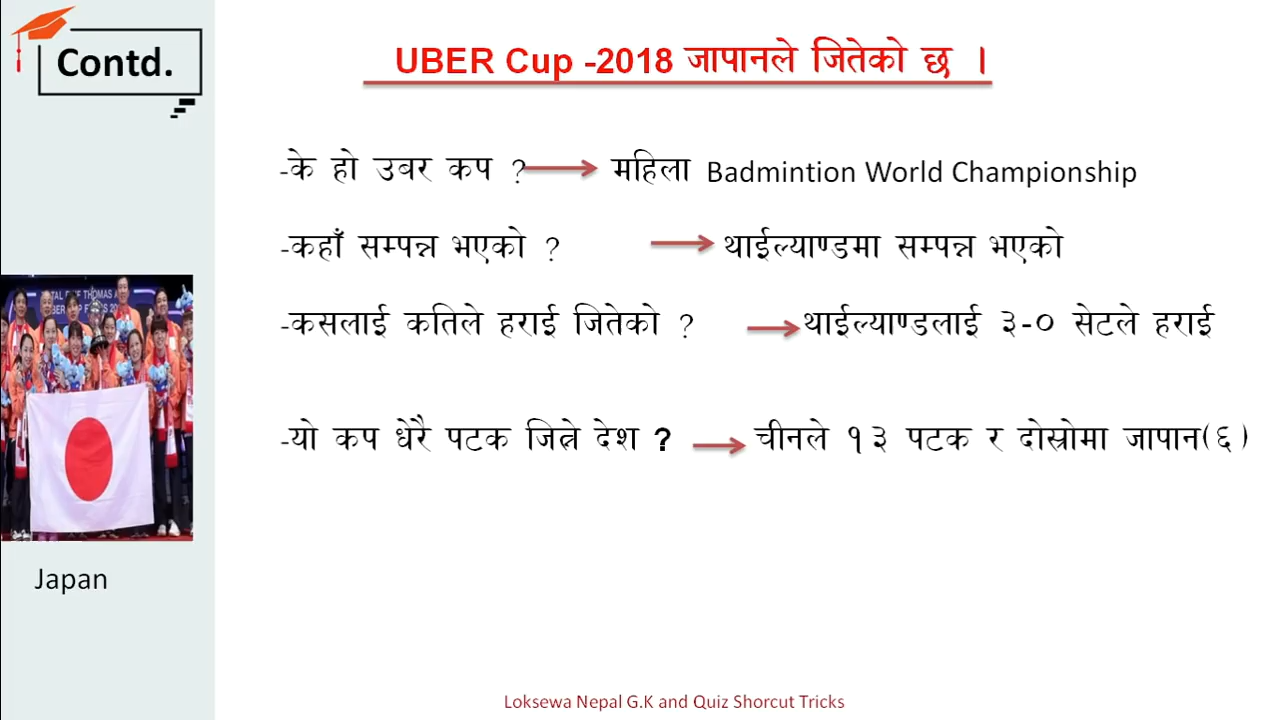 Contd.
UBER Cup -2018 जापानले जितेको छ ।
-के हो उबर कप ? महिला Badmintion World Championship
-कहाँ सम्पन्न भएको ? थाईल्याण्डमा सम्पन्न भएको
-कसलाई कतिले हराई जितेको ? थाईल्याण्डलाई ३-० सेटले हराई
-यो कप धेरै पटक जित्ने देश ? चीनले १३ पटक र दोस्रोमा जापान(६)
Japan
Loksewa Nepal G.K and Quiz Shorcut Tricks